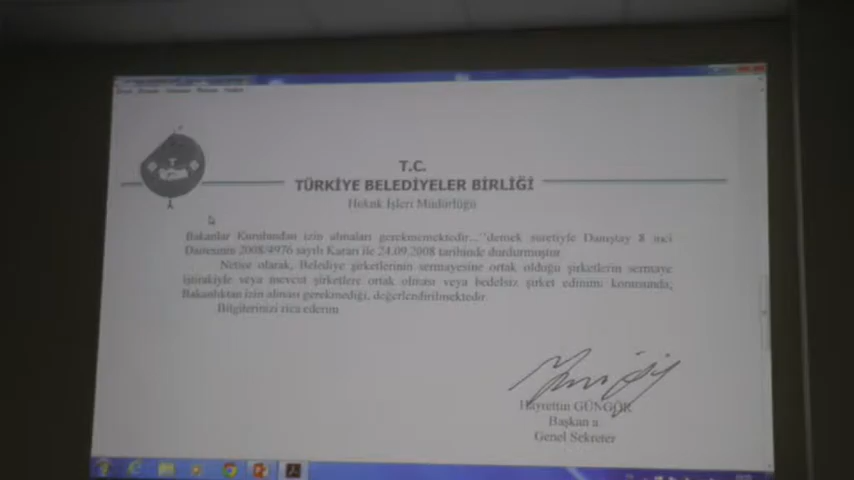 T.C.
TÜRKİYE BELEDİYELER BİRLİĞİ
Hukuk İşleri Müdürlüğü
Bakanlar Kurulundan izin almaları gerekmemektedir...''demek suretiyle Danıştay 8 inci
Dairesinin 2008/4976 sayılı Kararı ile 24.09.2008 tarihinde durdurmuştur
Netice olarak, Belediye şirketlerinin sermayesine ortak olduğu şirketlerin sermaye
iştirakiyle veya mevcut şirketlere ortak olması veya bedelsiz şirket edinimi konusunda,
Bakanlıktan izin alması gerekmediği, değerlendirilmektedir
Bilgilerinizi rica ederim
Hayrettin GÜNGÖR
Başkan a.
Genel Sekreter